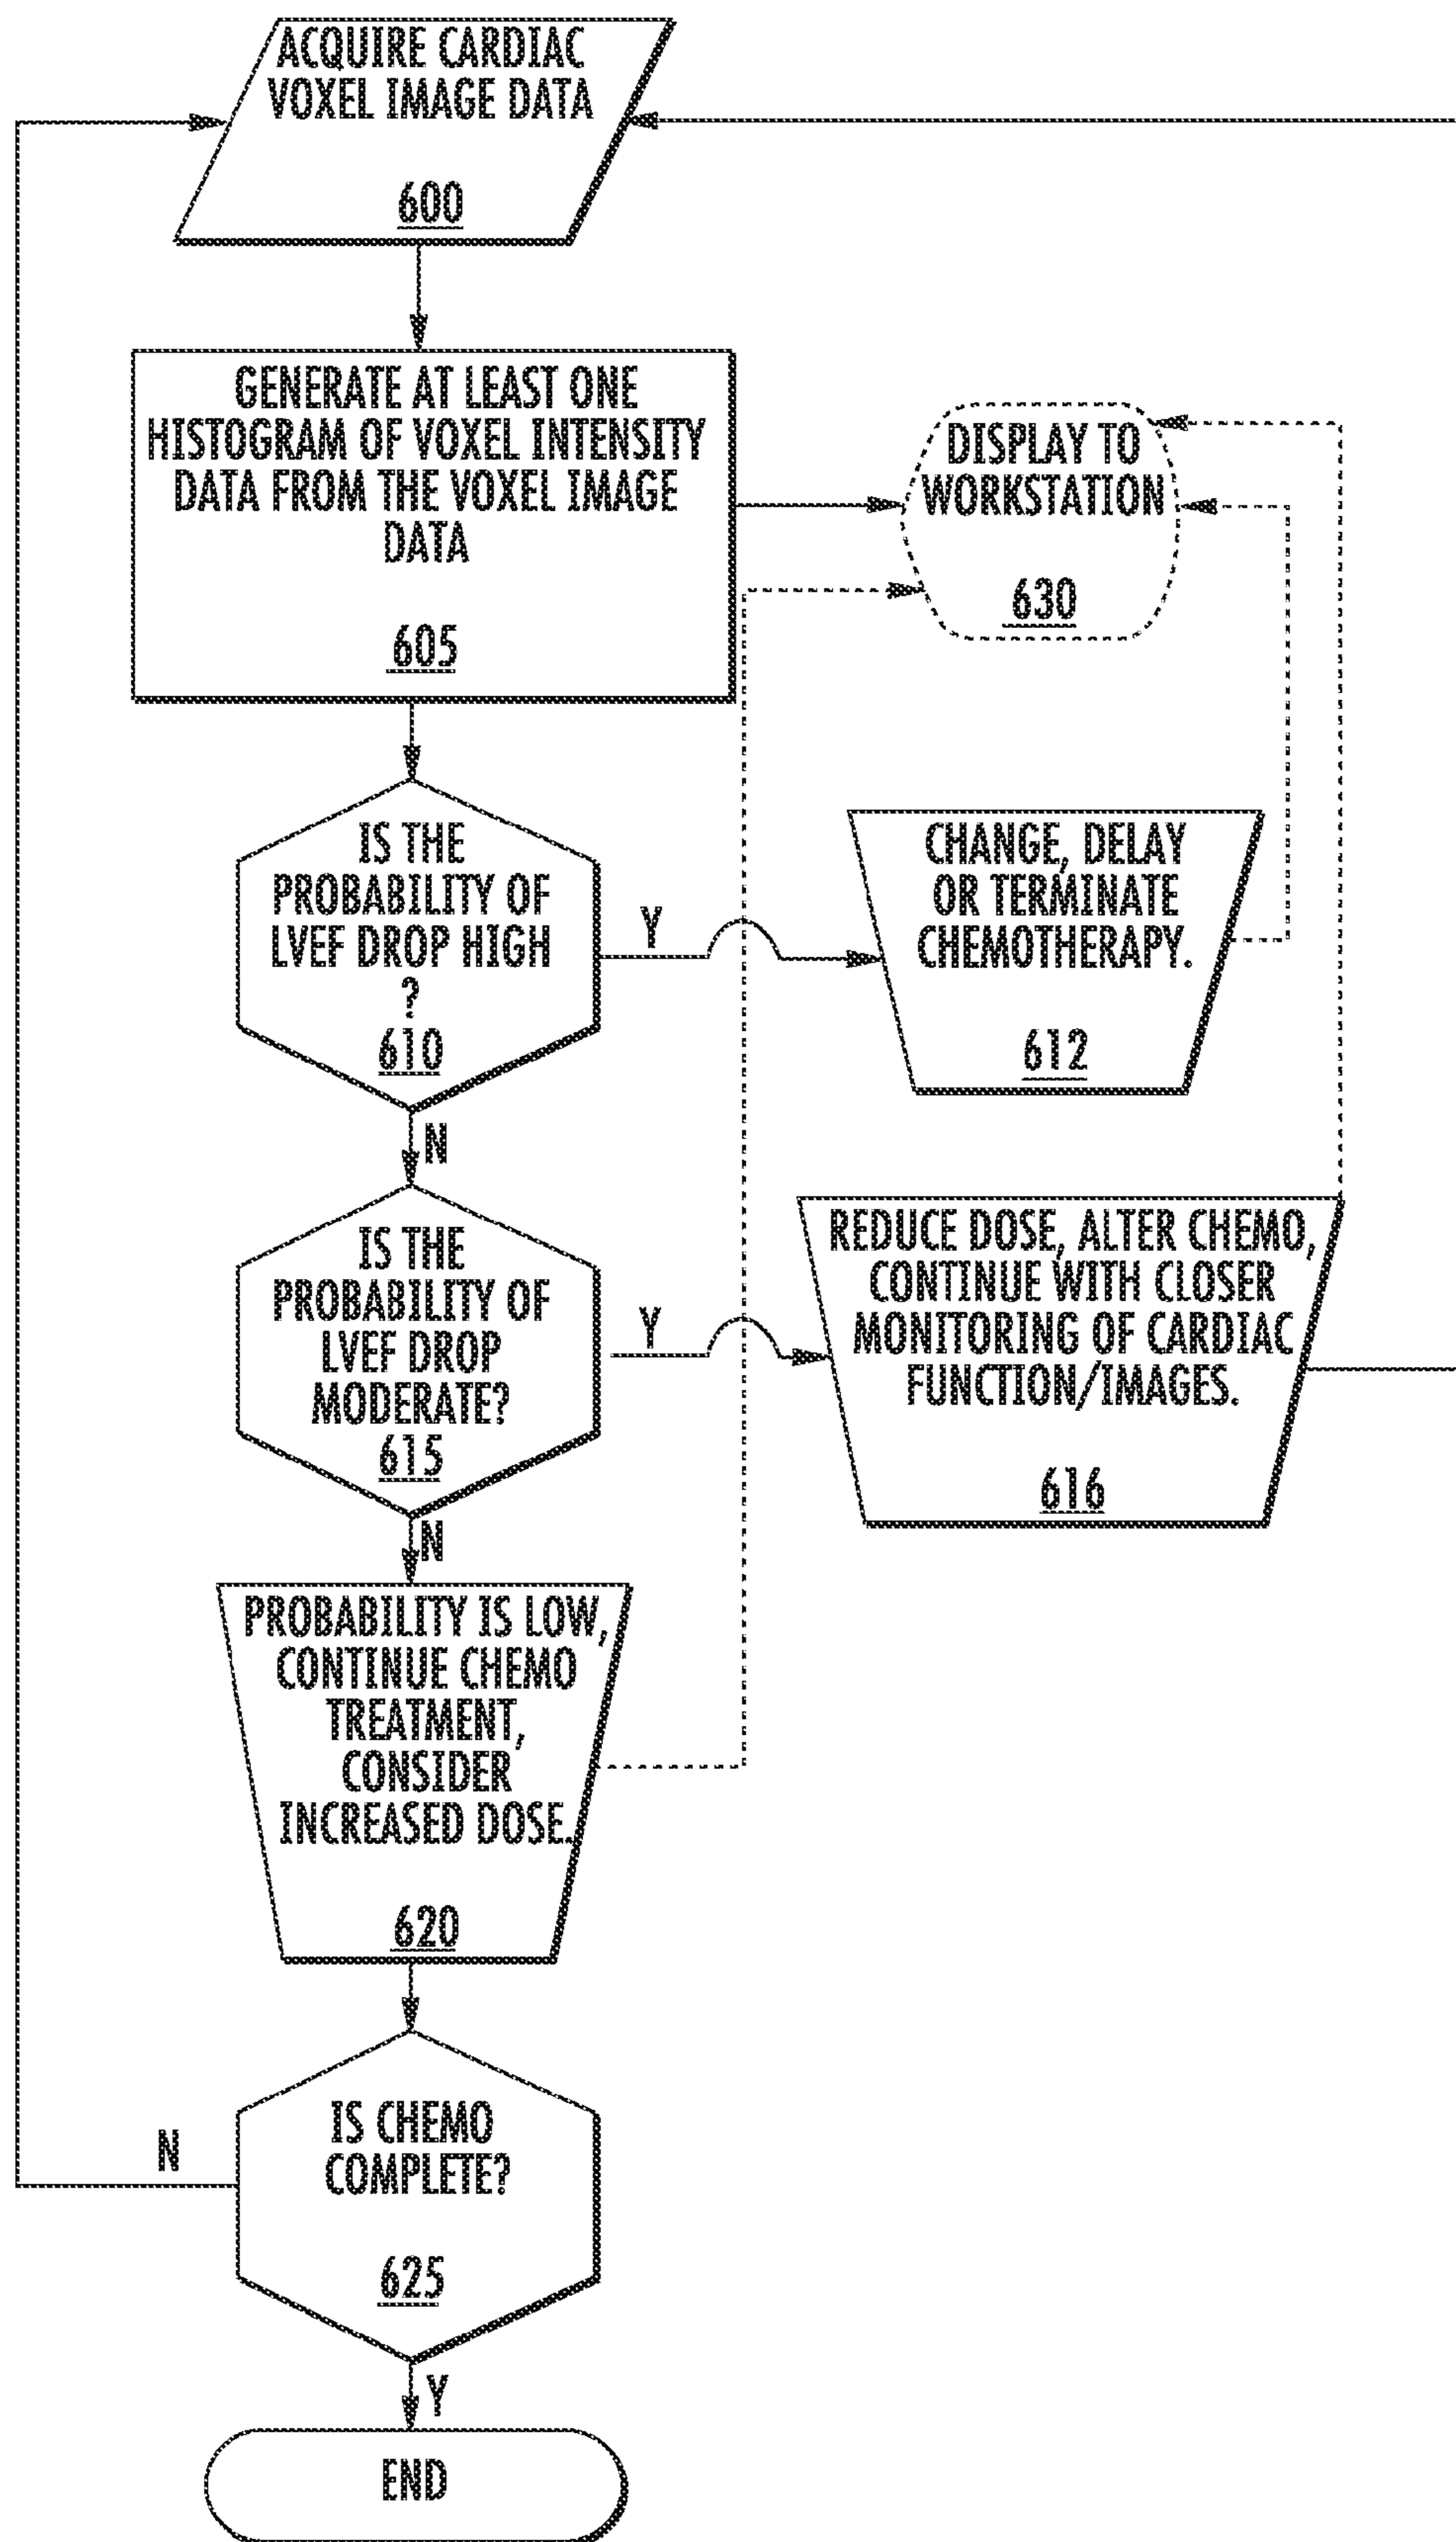 ACQUIRE CARDIAC
VOXEL IMAGE DATA
600
GENERATE AT LEAST ONE
HISTOGRAM OF VOXEL INTENSITY
DATA FROM THE VOXEL IMAGE
DATA
605
DISPLAY TO
WORKSTATION
630
IS THE
PROBABILITY OF
LVEF DROP HIGH
?
610
Y
CHANGE, DELAY
OR TERMINATE
CHEMOTHERAPY.
612
N
IS THE
PROBABILITY OF
LVEF DROP
MODERATE?
615
Y
REDUCE DOSE, ALTER CHEMO,
CONTINUE WITH CLOSER
MONITORING OF CARDIAC
FUNCTION/IMAGES.
616
N
PROBABILITY IS LOW,
CONTINUE CHEMO
TREATMENT,
CONSIDER
INCREASED DOSE.
620
IS CHEMO
COMPLETE?
625
N
Y
END